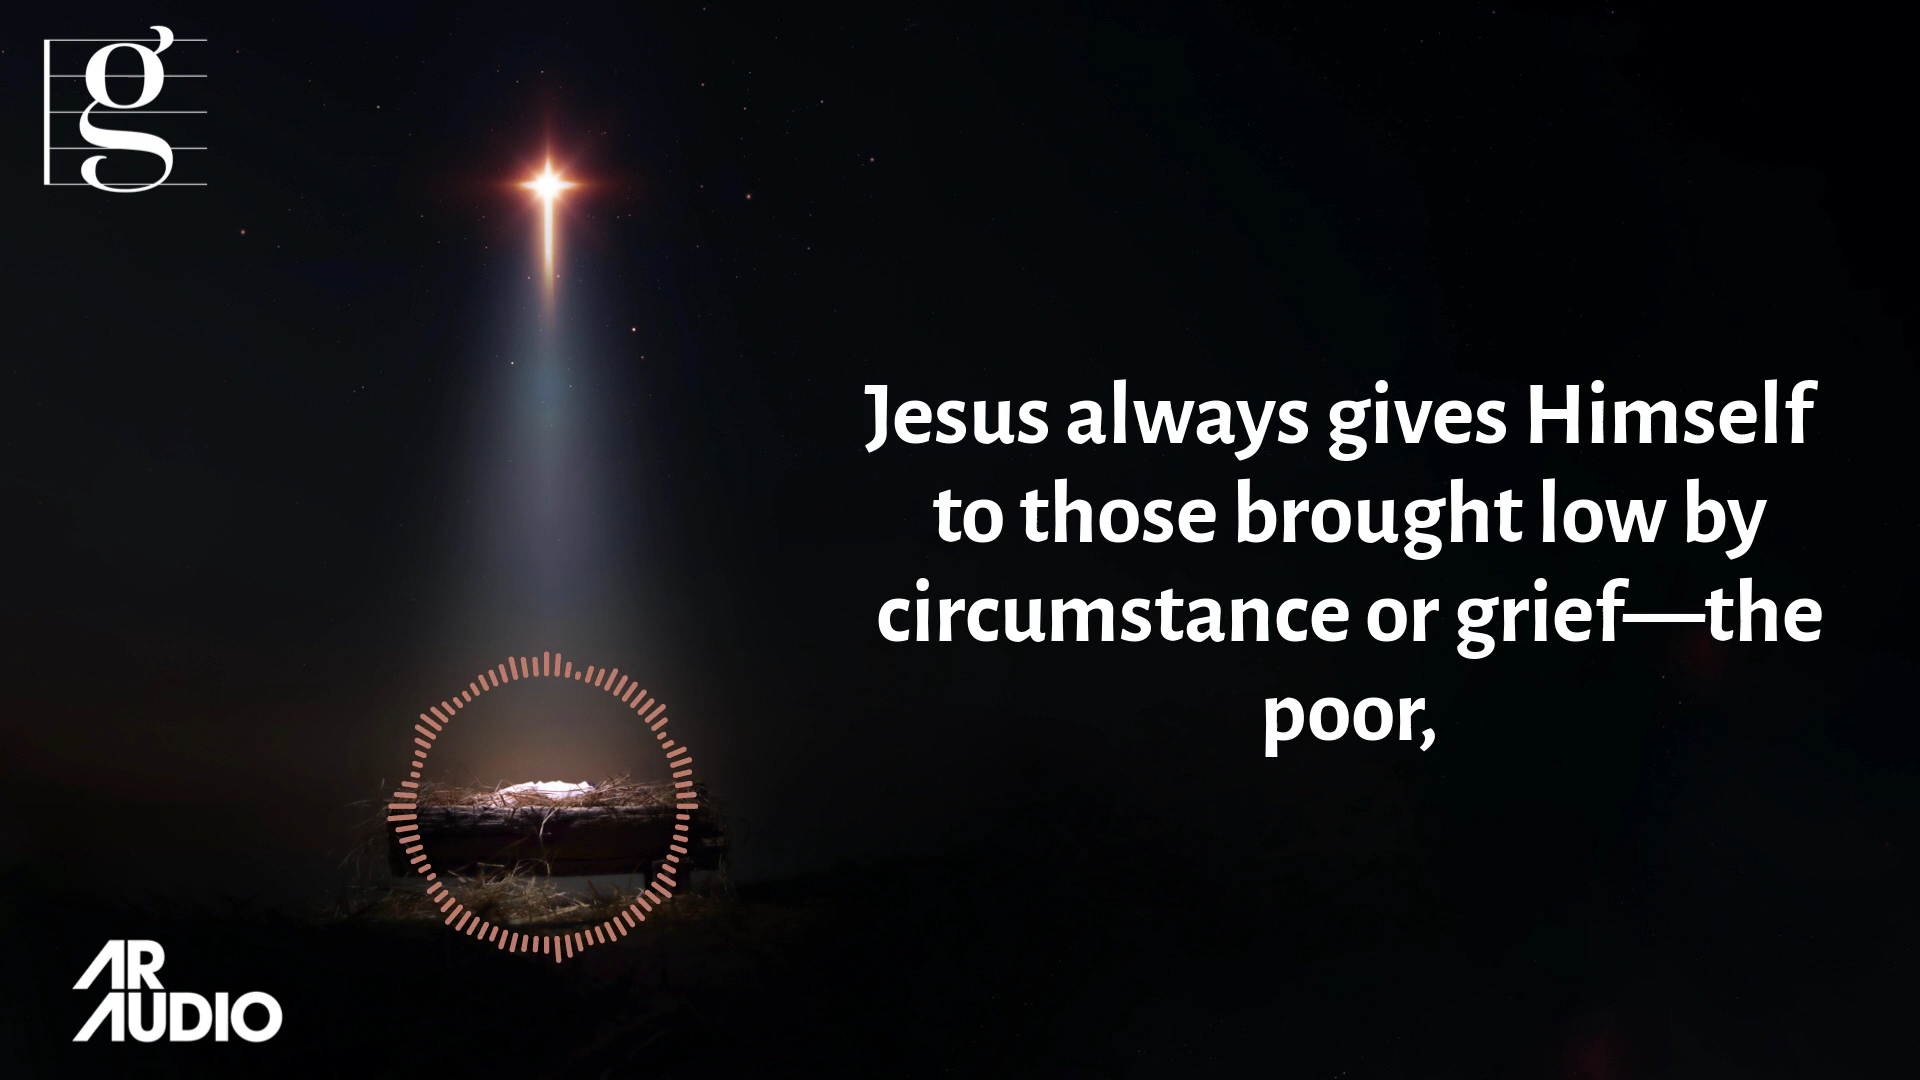 g
Jesus always gives Himself
to those brought low by
circumstance or grief—the
poor,
AR
AUDIO